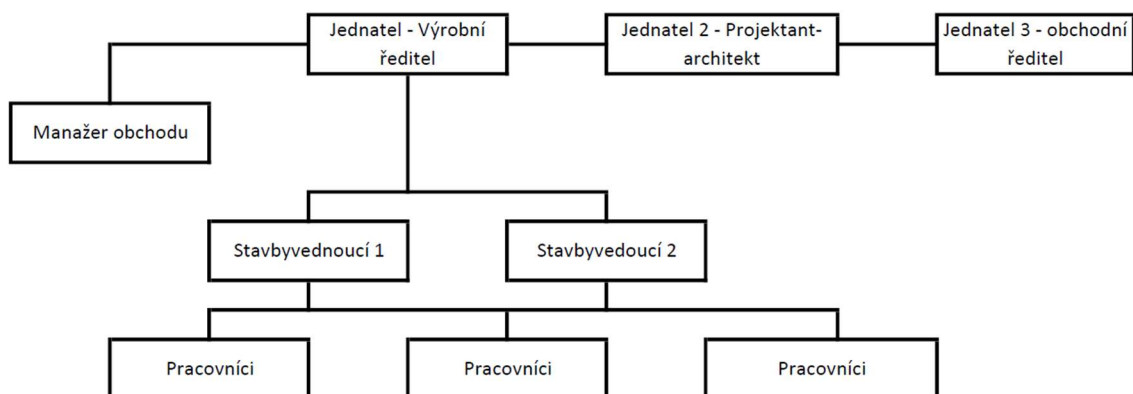 Jednatel - Výrobní
ředitel
Jednatel 2 - Projektant-
architekt
Jednatel 3 - obchodní
ředitel
Manažer obchodu
Stavbyvednoucí 1
Stavbyvedoucí 2
Pracovníci
Pracovníci
Pracovníci